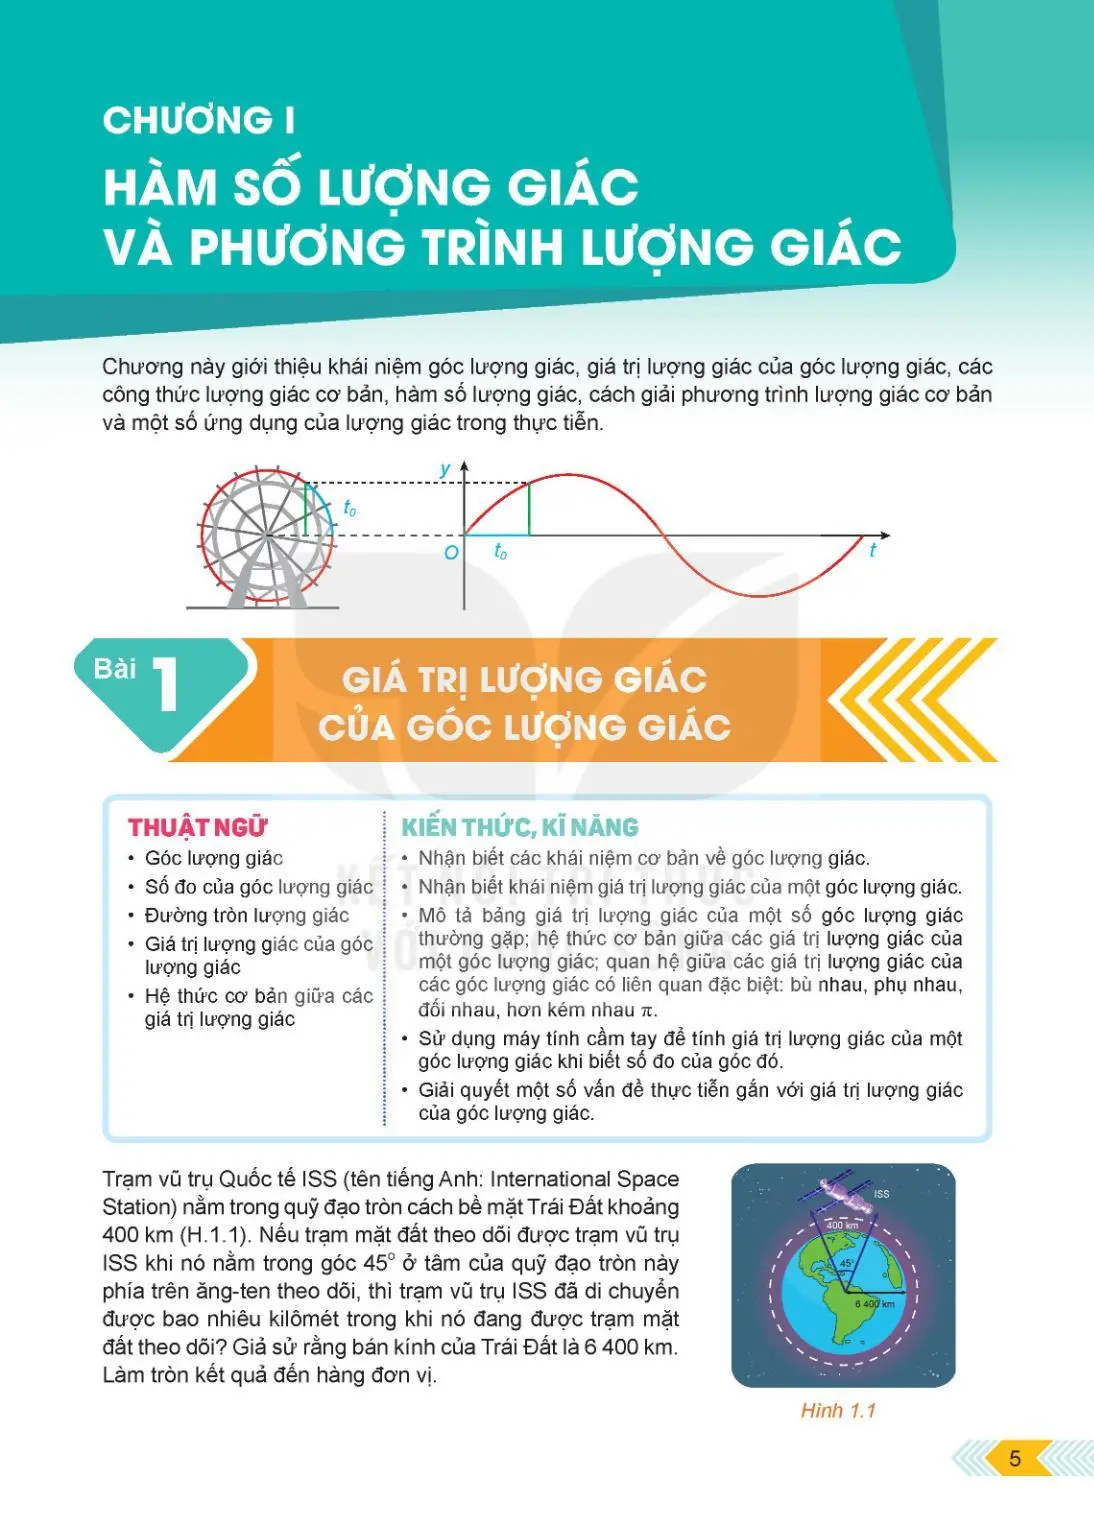 CHƯƠNG I
HÀM SỐ LƯỢNG GIÁC
VÀ PHƯƠNG TRÌNH LƯỢNG GIÁC
Chương này giới thiệu khái niệm góc lượng giác, giá trị lượng giác của góc lượng giác, các
công thức lượng giác cơ bản, hàm số lượng giác, cách giải phương trình lượng giác cơ bản
và một số ứng dụng của lượng giác trong thực tiễn.
y
t₀
O
t₀
t
Bài 1
GIÁ TRỊ LƯỢNG GIÁC
CỦA GÓC LƯỢNG GIÁC
THUẬT NGỮ
• Góc lượng giác
• Số đo của góc lượng giác
• Đường tròn lượng giác
• Giá trị lượng giác của góc
lượng giác
• Hệ thức cơ bản giữa các
giá trị lượng giác
KIẾN THỨC, KĨ NĂNG
• Nhận biết các khái niệm cơ bản về góc lượng giác.
• Nhận biết khái niệm giá trị lượng giác của một góc lượng giác.
• Mô tả bảng giá trị lượng giác của một số góc lượng giác
thường gặp; hệ thức cơ bản giữa các giá trị lượng giác của
một góc lượng giác; quan hệ giữa các giá trị lượng giác của
các góc lượng giác có liên quan đặc biệt: bù nhau, phụ nhau,
đối nhau, hơn kém nhau π.
• Sử dụng máy tính cầm tay để tính giá trị lượng giác của một
góc lượng giác khi biết số đo của góc đó.
• Giải quyết một số vấn đề thực tiễn gắn với giá trị lượng giác
của góc lượng giác.
KẾT NỐI TRI THỨC
VỚI CUỘC SỐNG
Trạm vũ trụ Quốc tế ISS (tên tiếng Anh: International Space
Station) nằm trong quỹ đạo tròn cách bề mặt Trái Đất khoảng
400 km (H.1.1). Nếu trạm mặt đất theo dõi được trạm vũ trụ
ISS khi nó nằm trong góc 45° ở tâm của quỹ đạo tròn này
phía trên ăng-ten theo dõi, thì trạm vũ trụ ISS đã di chuyển
được bao nhiêu kilômét trong khi nó đang được trạm mặt
đất theo dõi? Giả sử rằng bán kính của Trái Đất là 6 400 km.
Làm tròn kết quả đến hàng đơn vị.
ISS
400 km
45°
6 400 km
Hình 1.1
5